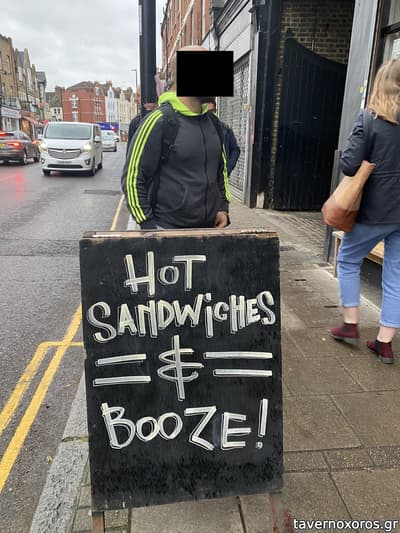 HOT
SANDWiCHES
&
BOOZE!
tavernoxoros.gr